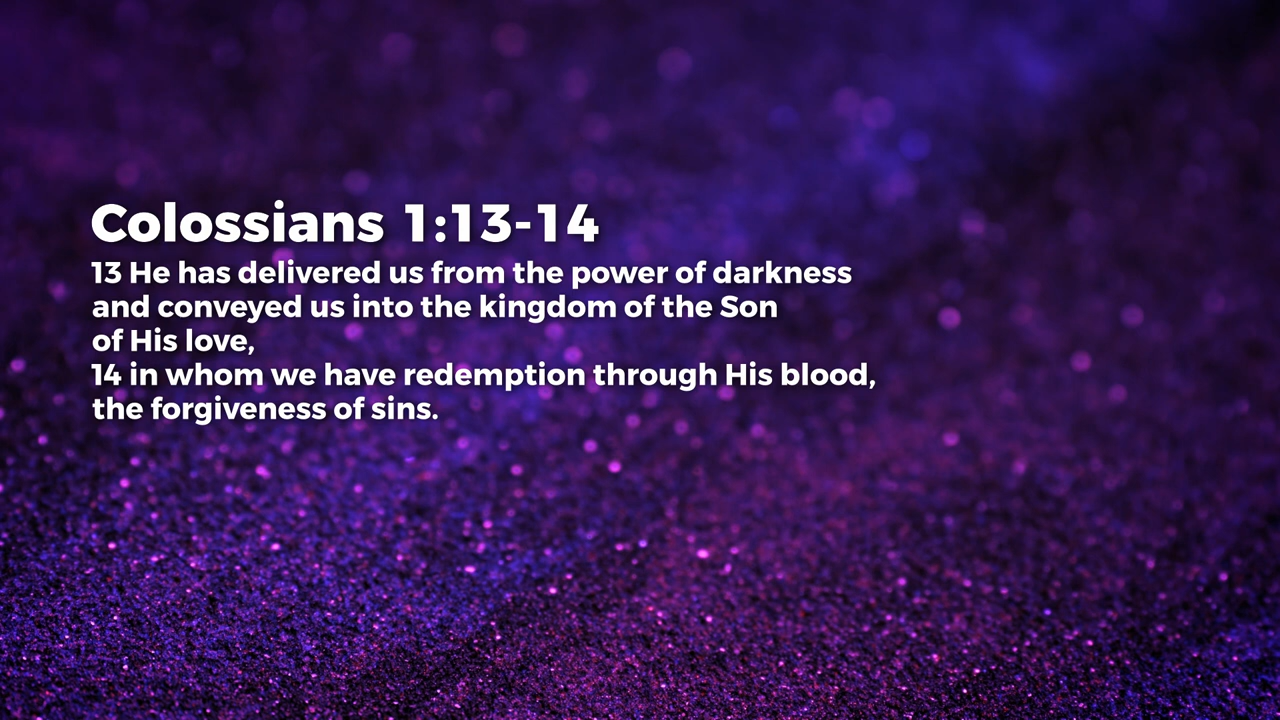 Colossians 1:13-14
13 He has delivered us from the power of darkness
and conveyed us into the kingdom of the Son
of His love,
14 in whom we have redemption through His blood,
the forgiveness of sins.